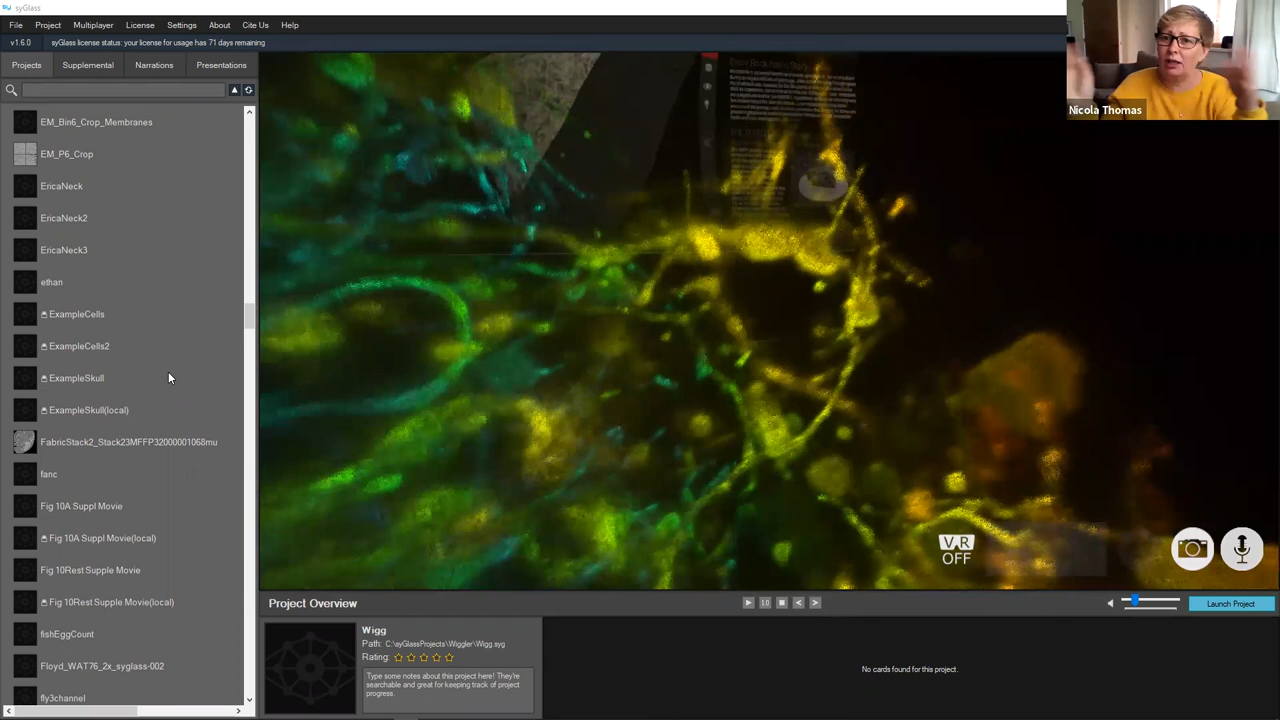 syGlass
File Project Multiplayer License Settings About Cite Us Help
v1.6.0 syGlass license status: your license for usage has 71 days remaining
Projects Supplemental Narrations Presentations
EM_Bin6_Crop_Membranes
EM_P6_Crop
EricaNeck
EricaNeck2
EricaNeck3
ethan
ExampleCells
ExampleCells2
ExampleSkull
ExampleSkull(local)
FabricStack2_Stack23MFFP32000001068mu
fanc
Fig 10A Suppl Movie
Fig 10A Suppl Movie(local)
Fig 10Rest Supple Movie
Fig 10Rest Supple Movie(local)
fishEggCount
Floyd_WAT76_2x_syglass-002
fly3channel
Nicola Thomas
VR
OFF
Project Overview
1.0
Launch Project
Wigg
Path: C:\syGlassProjects\Wiggler\Wigg.syg
Rating:
Type some notes about this project here! They're
searchable and great for keeping track of project
progress.
No cards found for this project.